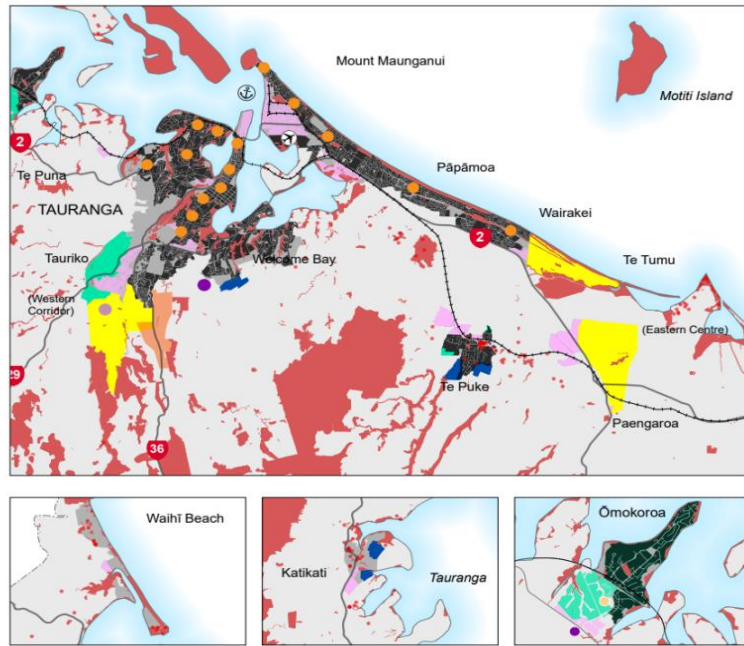 Mount Maunganui
Motiti Island
2
Te Puna
Pāpāmoa
TAURANGA
Wairakei
2
Tauriko
Welcome Bay
Te Tumu
(Western
Corridor)
(Eastern Centre)
29
Te Puke
Paengaroa
36
Waihī Beach
Katikati
Tauranga
Ōmokoroa